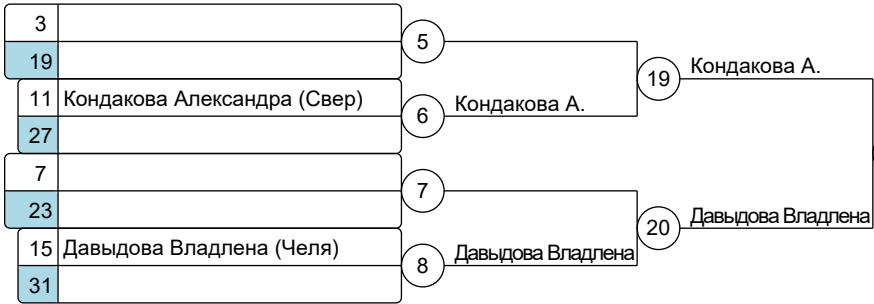 3
5
19
19 Кондакова А.
11 Кондакова Александра (Свер)
6 Кондакова А.
27
7
7
23
20 Давыдова Владлена
15 Давыдова Владлена (Челя)
8 Давыдова Владлена
31